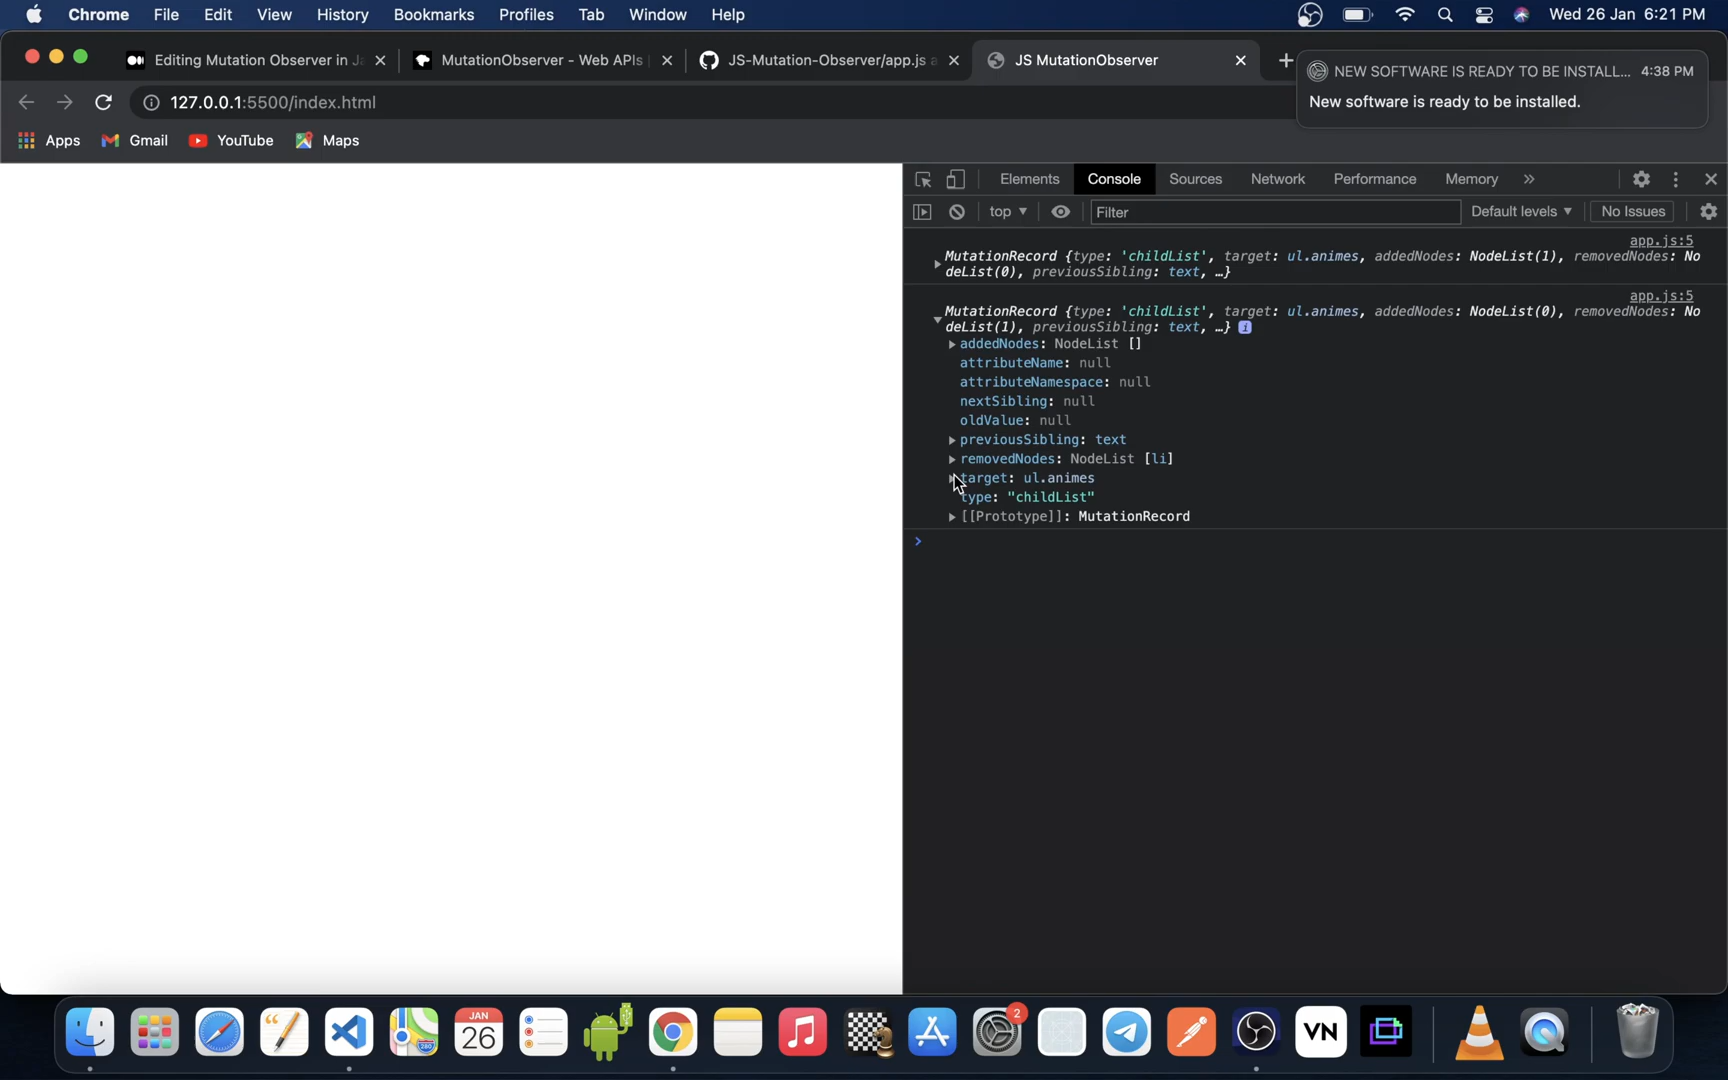 Chrome File Edit View History Bookmarks Profiles Tab Window Help Wed 26 Jan 6:21 PM
Editing Mutation Observer in Ja MutationObserver - Web APIs JS-Mutation-Observer/app.js a JS MutationObserver
NEW SOFTWARE IS READY TO BE INSTALL... 4:38 PM
New software is ready to be installed.
127.0.0.1:5500/index.html
Apps Gmail YouTube Maps
Elements Console Sources Network Performance Memory »
top ▼ Filter Default levels ▼ No Issues
app.js:5
MutationRecord {type: 'childList', target: ul.animes, addedNodes: NodeList(1), removedNodes: No
deList(0), previousSibling: text, …}
app.js:5
MutationRecord {type: 'childList', target: ul.animes, addedNodes: NodeList(0), removedNodes: No
deList(1), previousSibling: text, …} i
addedNodes: NodeList []
attributeName: null
attributeNamespace: null
nextSibling: null
oldValue: null
previousSibling: text
removedNodes: NodeList [li]
target: ul.animes
type: "childList"
[[Prototype]]: MutationRecord
>
JAN
26
280
2
VN